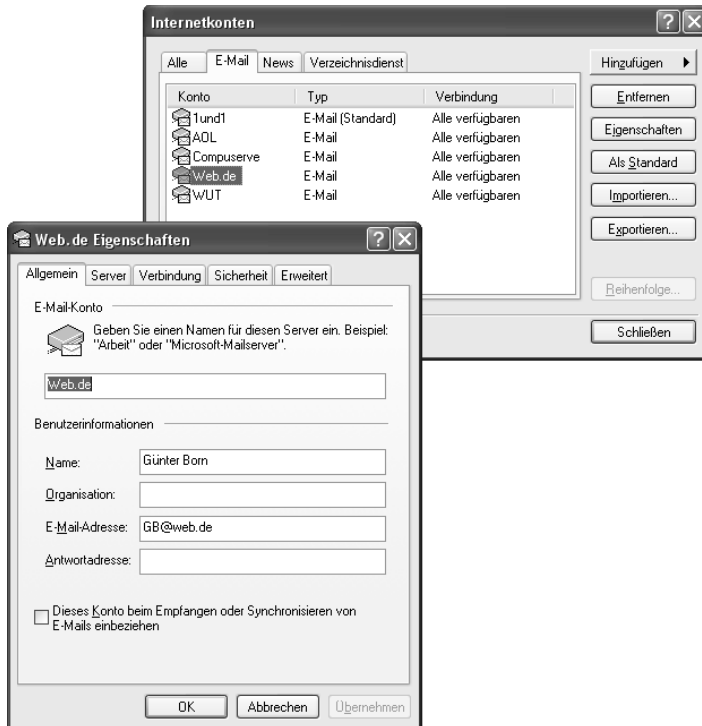 Internetkonten
Alle E-Mail News Verzeichnisdienst
Konto Typ Verbindung
1und1 E-Mail (Standard) Alle verfügbaren
AOL E-Mail Alle verfügbaren
Compuserve E-Mail Alle verfügbaren
Web.de E-Mail Alle verfügbaren
WUT E-Mail Alle verfügbaren
Hinzufügen
Entfernen
Eigenschaften
Als Standard
Importieren...
Exportieren...
Reihenfolge...
Schließen
Web.de Eigenschaften
Allgemein Server Verbindung Sicherheit Erweitert
E-Mail-Konto
Geben Sie einen Namen für diesen Server ein. Beispiel:
"Arbeit" oder "Microsoft-Mailserver".
Web.de
Benutzerinformationen
Name: Günter Born
Organisation:
E-Mail-Adresse: GB@web.de
Antwortadresse:
Dieses Konto beim Empfangen oder Synchronisieren von
E-Mails einbeziehen
OK Abbrechen Übernehmen